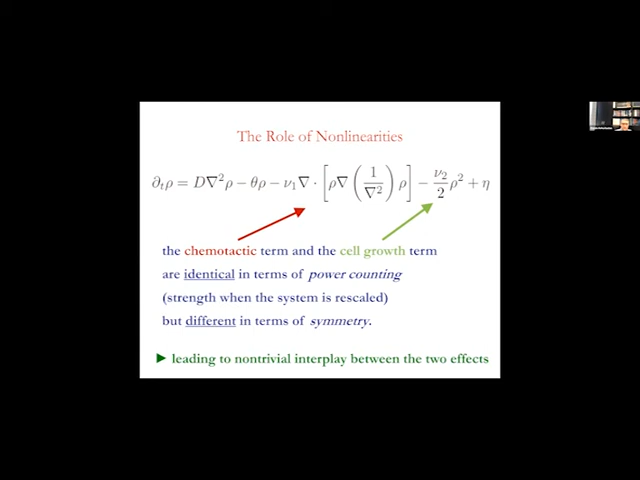 The Role of Nonlinearities
∂ₜρ = D∇²ρ − θρ − ν₁∇ · [ρ∇(1/∇²)ρ] − ν₂/2 ρ² + η
the chemotactic term and the cell growth term
are identical in terms of power counting
(strength when the system is rescaled)
but different in terms of symmetry.
► leading to nontrivial interplay between the two effects